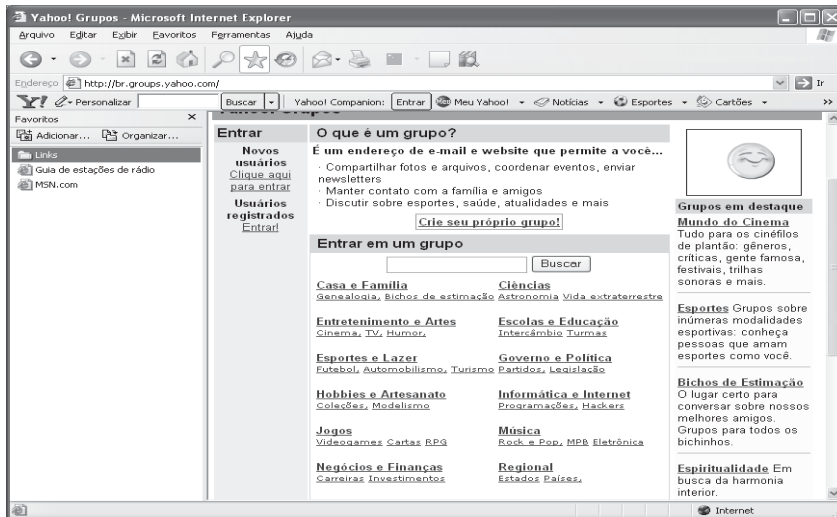 Yahoo! Grupos - Microsoft Internet Explorer
Arquivo Editar Exibir Favoritos Ferramentas Ajuda
Endereço http://br.groups.yahoo.com/ Ir
Y! Personalizar Buscar Yahoo! Companion: Entrar Meu Yahoo! Notícias Esportes Cartões »
Favoritos
Adicionar... Organizar...
Links
Guia de estações de rádio
MSN.com
Entrar
Novos
usuários
Clique aqui
para entrar
Usuários
registrados
Entrar!
O que é um grupo?
É um endereço de e-mail e website que permite a você...
· Compartilhar fotos e arquivos, coordenar eventos, enviar
newsletters
· Manter contato com a família e amigos
· Discutir sobre esportes, saúde, atualidades e mais
Crie seu próprio grupo!
Entrar em um grupo
Buscar
Casa e Família
Genealogia, Bichos de estimação
Ciências
Astronomia Vida extraterrestre
Entretenimento e Artes
Cinema, TV, Humor,
Escolas e Educação
Intercâmbio Turmas
Esportes e Lazer
Futebol, Automobilismo, Turismo
Governo e Política
Partidos, Legislação
Hobbies e Artesanato
Coleções, Modelismo
Informática e Internet
Programações, Hackers
Jogos
Videogames Cartas RPG
Música
Rock e Pop, MPB Eletrônica
Negócios e Finanças
Carreiras Investimentos
Regional
Estados Países,
Grupos em destaque
Mundo do Cinema
Tudo para os cinéfilos
de plantão: gêneros,
críticas, gente famosa,
festivais, trilhas
sonoras e mais.
Esportes Grupos sobre
inúmeras modalidades
esportivas: conheça
pessoas que amam
esportes como você.
Bichos de Estimação
O lugar certo para
conversar sobre nossos
melhores amigos.
Grupos para todos os
bichinhos.
Espiritualidade Em
busca da harmonia
interior.
Internet